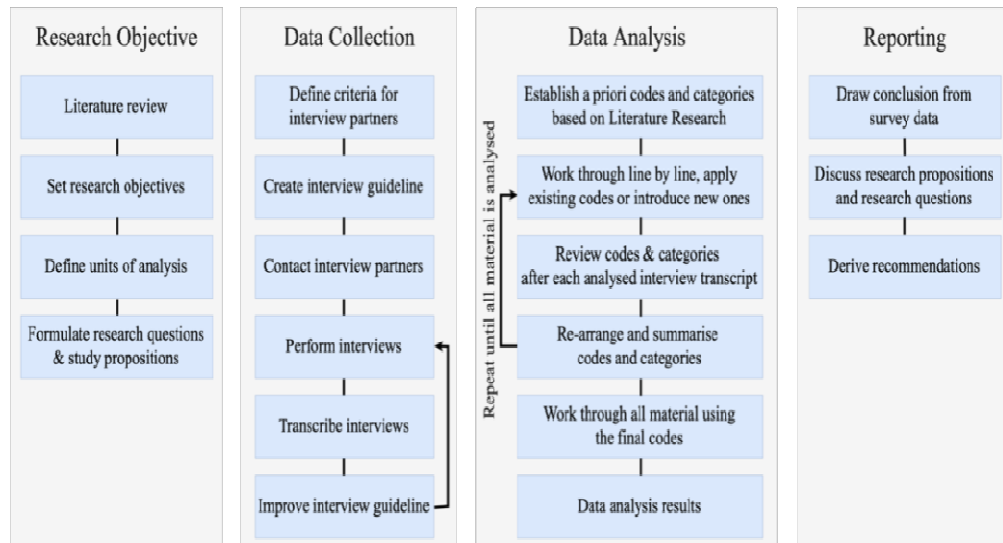 Research Objective
Literature review
Set research objectives
Define units of analysis
Formulate research questions
& study propositions
Data Collection
Define criteria for
interview partners
Create interview guideline
Contact interview partners
Perform interviews
Transcribe interviews
Improve interview guideline
Repeat until all material is analysed
Data Analysis
Establish a priori codes and categories
based on Literature Research
Work through line by line, apply
existing codes or introduce new ones
Review codes & categories
after each analysed interview transcript
Re-arrange and summarise
codes and categories
Work through all material using
the final codes
Data analysis results
Reporting
Draw conclusion from
survey data
Discuss research propositions
and research questions
Derive recommendations